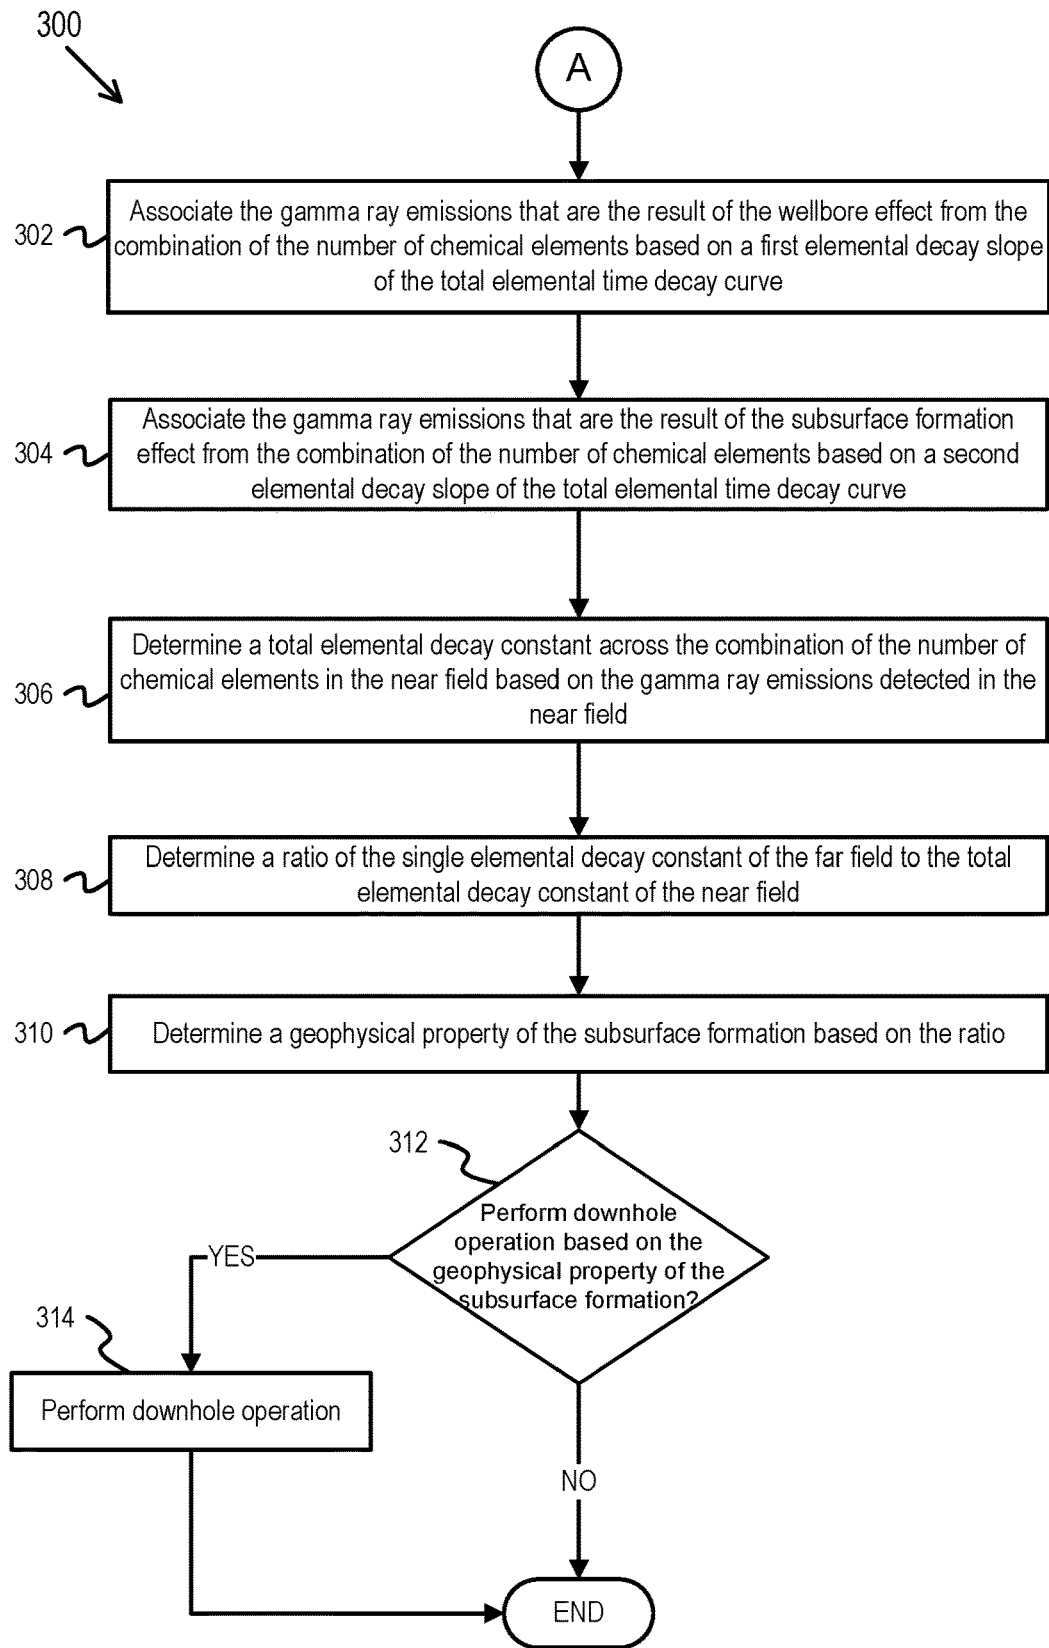 300
A
302
Associate the gamma ray emissions that are the result of the wellbore effect from the
combination of the number of chemical elements based on a first elemental decay slope
of the total elemental time decay curve
304
Associate the gamma ray emissions that are the result of the subsurface formation
effect from the combination of the number of chemical elements based on a second
elemental decay slope of the total elemental time decay curve
306
Determine a total elemental decay constant across the combination of the number of
chemical elements in the near field based on the gamma ray emissions detected in the
near field
308
Determine a ratio of the single elemental decay constant of the far field to the total
elemental decay constant of the near field
310
Determine a geophysical property of the subsurface formation based on the ratio
312
Perform downhole
operation based on the
geophysical property of the
subsurface formation?
YES
314
Perform downhole operation
NO
END